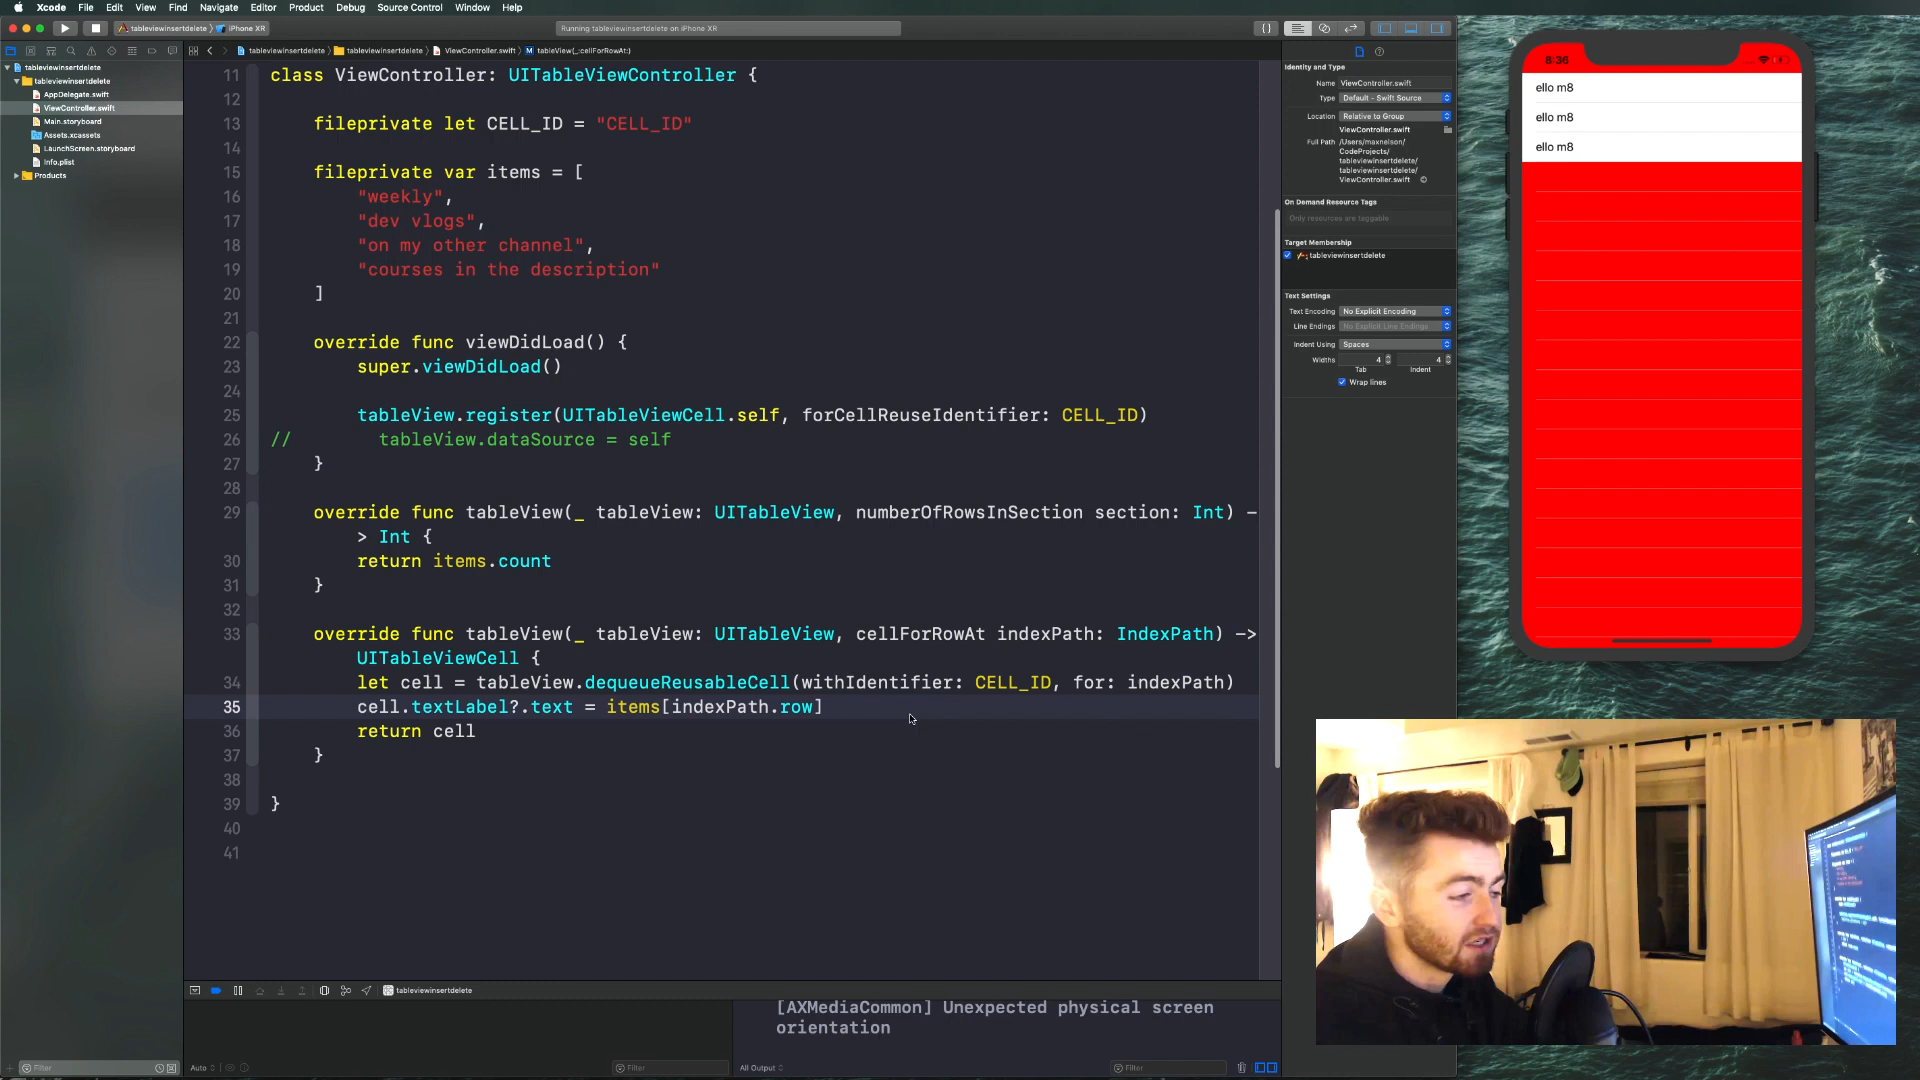 Xcode File Edit View Find Navigate Editor Product Debug Source Control Window Help
tableviewinsertdelete iPhone XR
Running tableviewinsertdelete on iPhone XR
tableviewinsertdelete tableviewinsertdelete ViewController.swift M tableView(_:cellForRowAt:)
tableviewinsertdelete
tableviewinsertdelete
AppDelegate.swift
ViewController.swift
Main.storyboard
Assets.xcassets
LaunchScreen.storyboard
Info.plist
Products
Filter
11 class ViewController: UITableViewController {
12
13 fileprivate let CELL_ID = "CELL_ID"
14
15 fileprivate var items = [
16 "weekly",
17 "dev vlogs",
18 "on my other channel",
19 "courses in the description"
20 ]
21
22 override func viewDidLoad() {
23 super.viewDidLoad()
24
25 tableView.register(UITableViewCell.self, forCellReuseIdentifier: CELL_ID)
26 // tableView.dataSource = self
27 }
28
29 override func tableView(_ tableView: UITableView, numberOfRowsInSection section: Int) -
> Int {
30 return items.count
31 }
32
33 override func tableView(_ tableView: UITableView, cellForRowAt indexPath: IndexPath) ->
UITableViewCell {
34 let cell = tableView.dequeueReusableCell(withIdentifier: CELL_ID, for: indexPath)
35 cell.textLabel?.text = items[indexPath.row]
36 return cell
37 }
38
39 }
40
41
tableviewinsertdelete
[AXMediaCommon] Unexpected physical screen
orientation
Auto
Filter
All Output
Filter
Identity and Type
Name ViewController.swift
Type Default - Swift Source
Location Relative to Group
ViewController.swift
Full Path /Users/maxnelson/
CodeProjects/
tableviewinsertdelete/
tableviewinsertdelete/
ViewController.swift
On Demand Resource Tags
Only resources are taggable
Target Membership
tableviewinsertdelete
Text Settings
Text Encoding No Explicit Encoding
Line Endings No Explicit Line Endings
Indent Using Spaces
Widths 4 4
Tab Indent
Wrap lines
8:36
ello m8
ello m8
ello m8